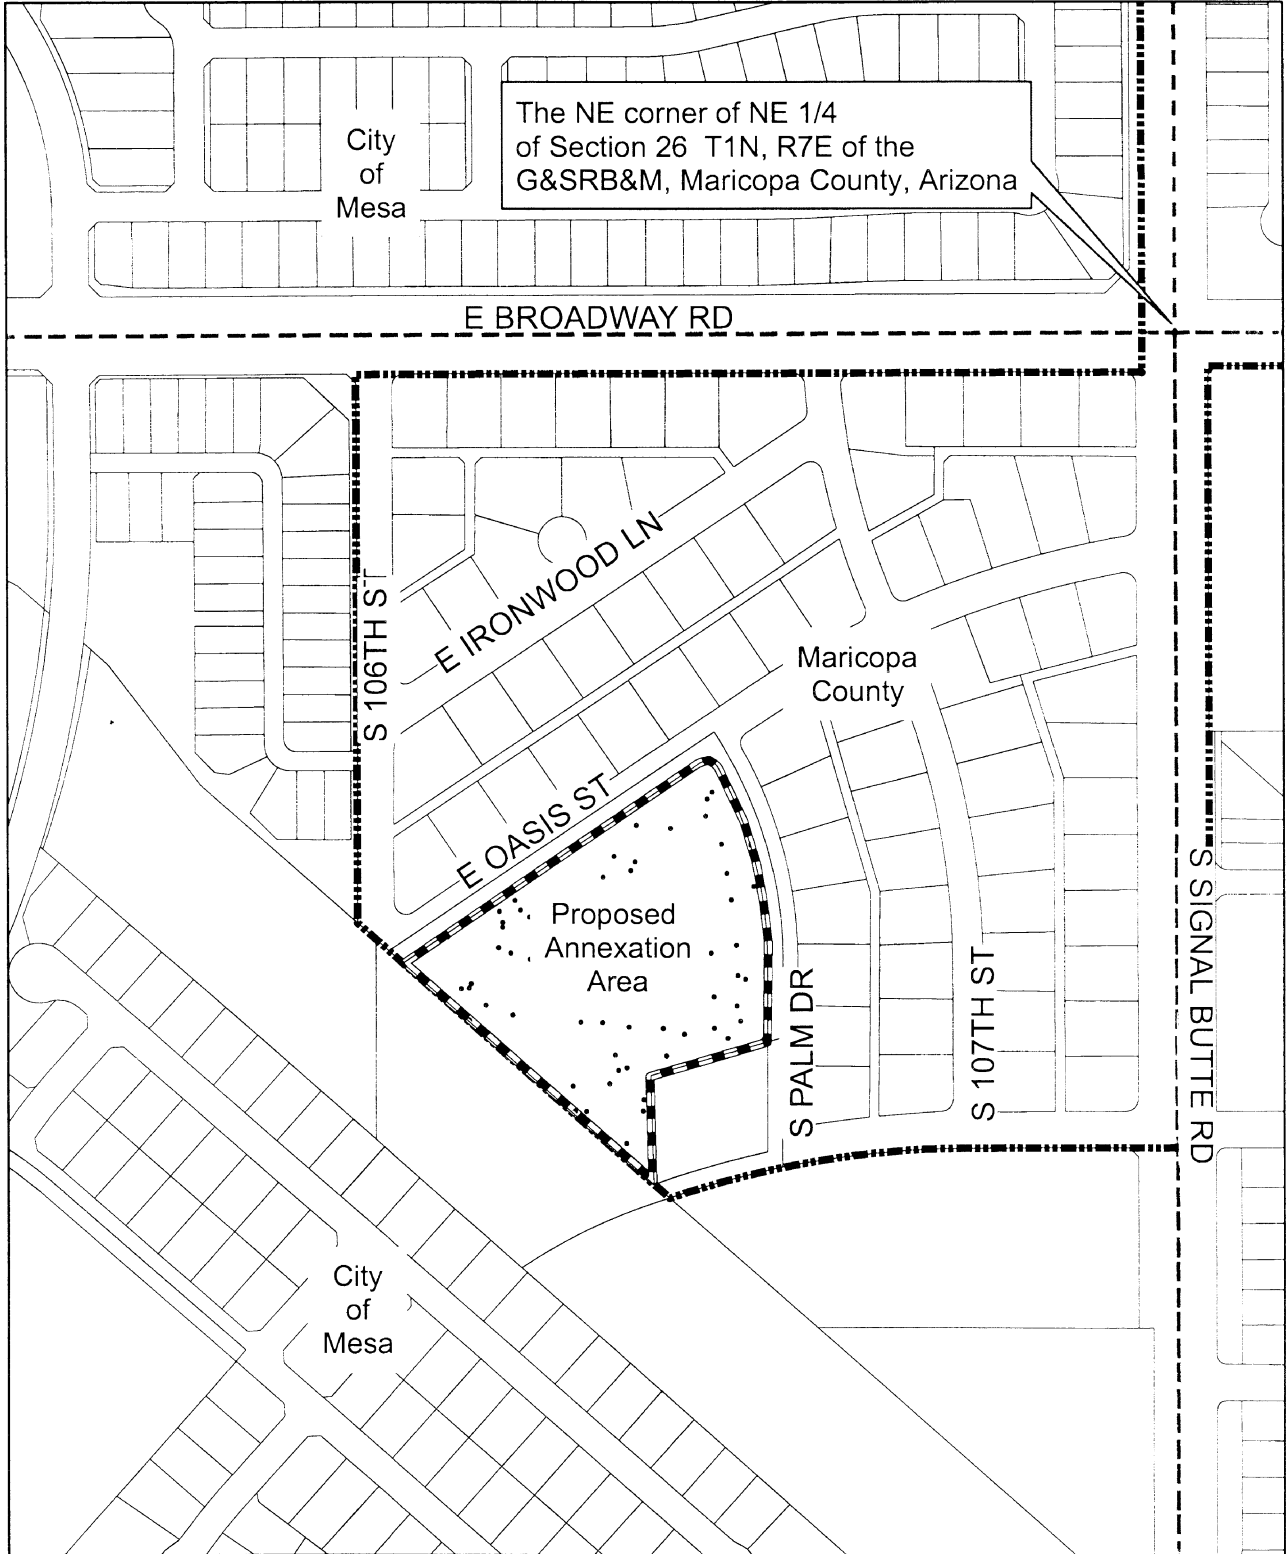 City
of
Mesa
The NE corner of NE 1/4
of Section 26 T1N, R7E of the
G&SRB&M, Maricopa County, Arizona
E BROADWAY RD
S 106TH ST
E IRONWOOD LN
Maricopa
County
E OASIS ST
Proposed
Annexation
Area
S PALM DR
S 107TH ST
S SIGNAL BUTTE RD
City
of
Mesa